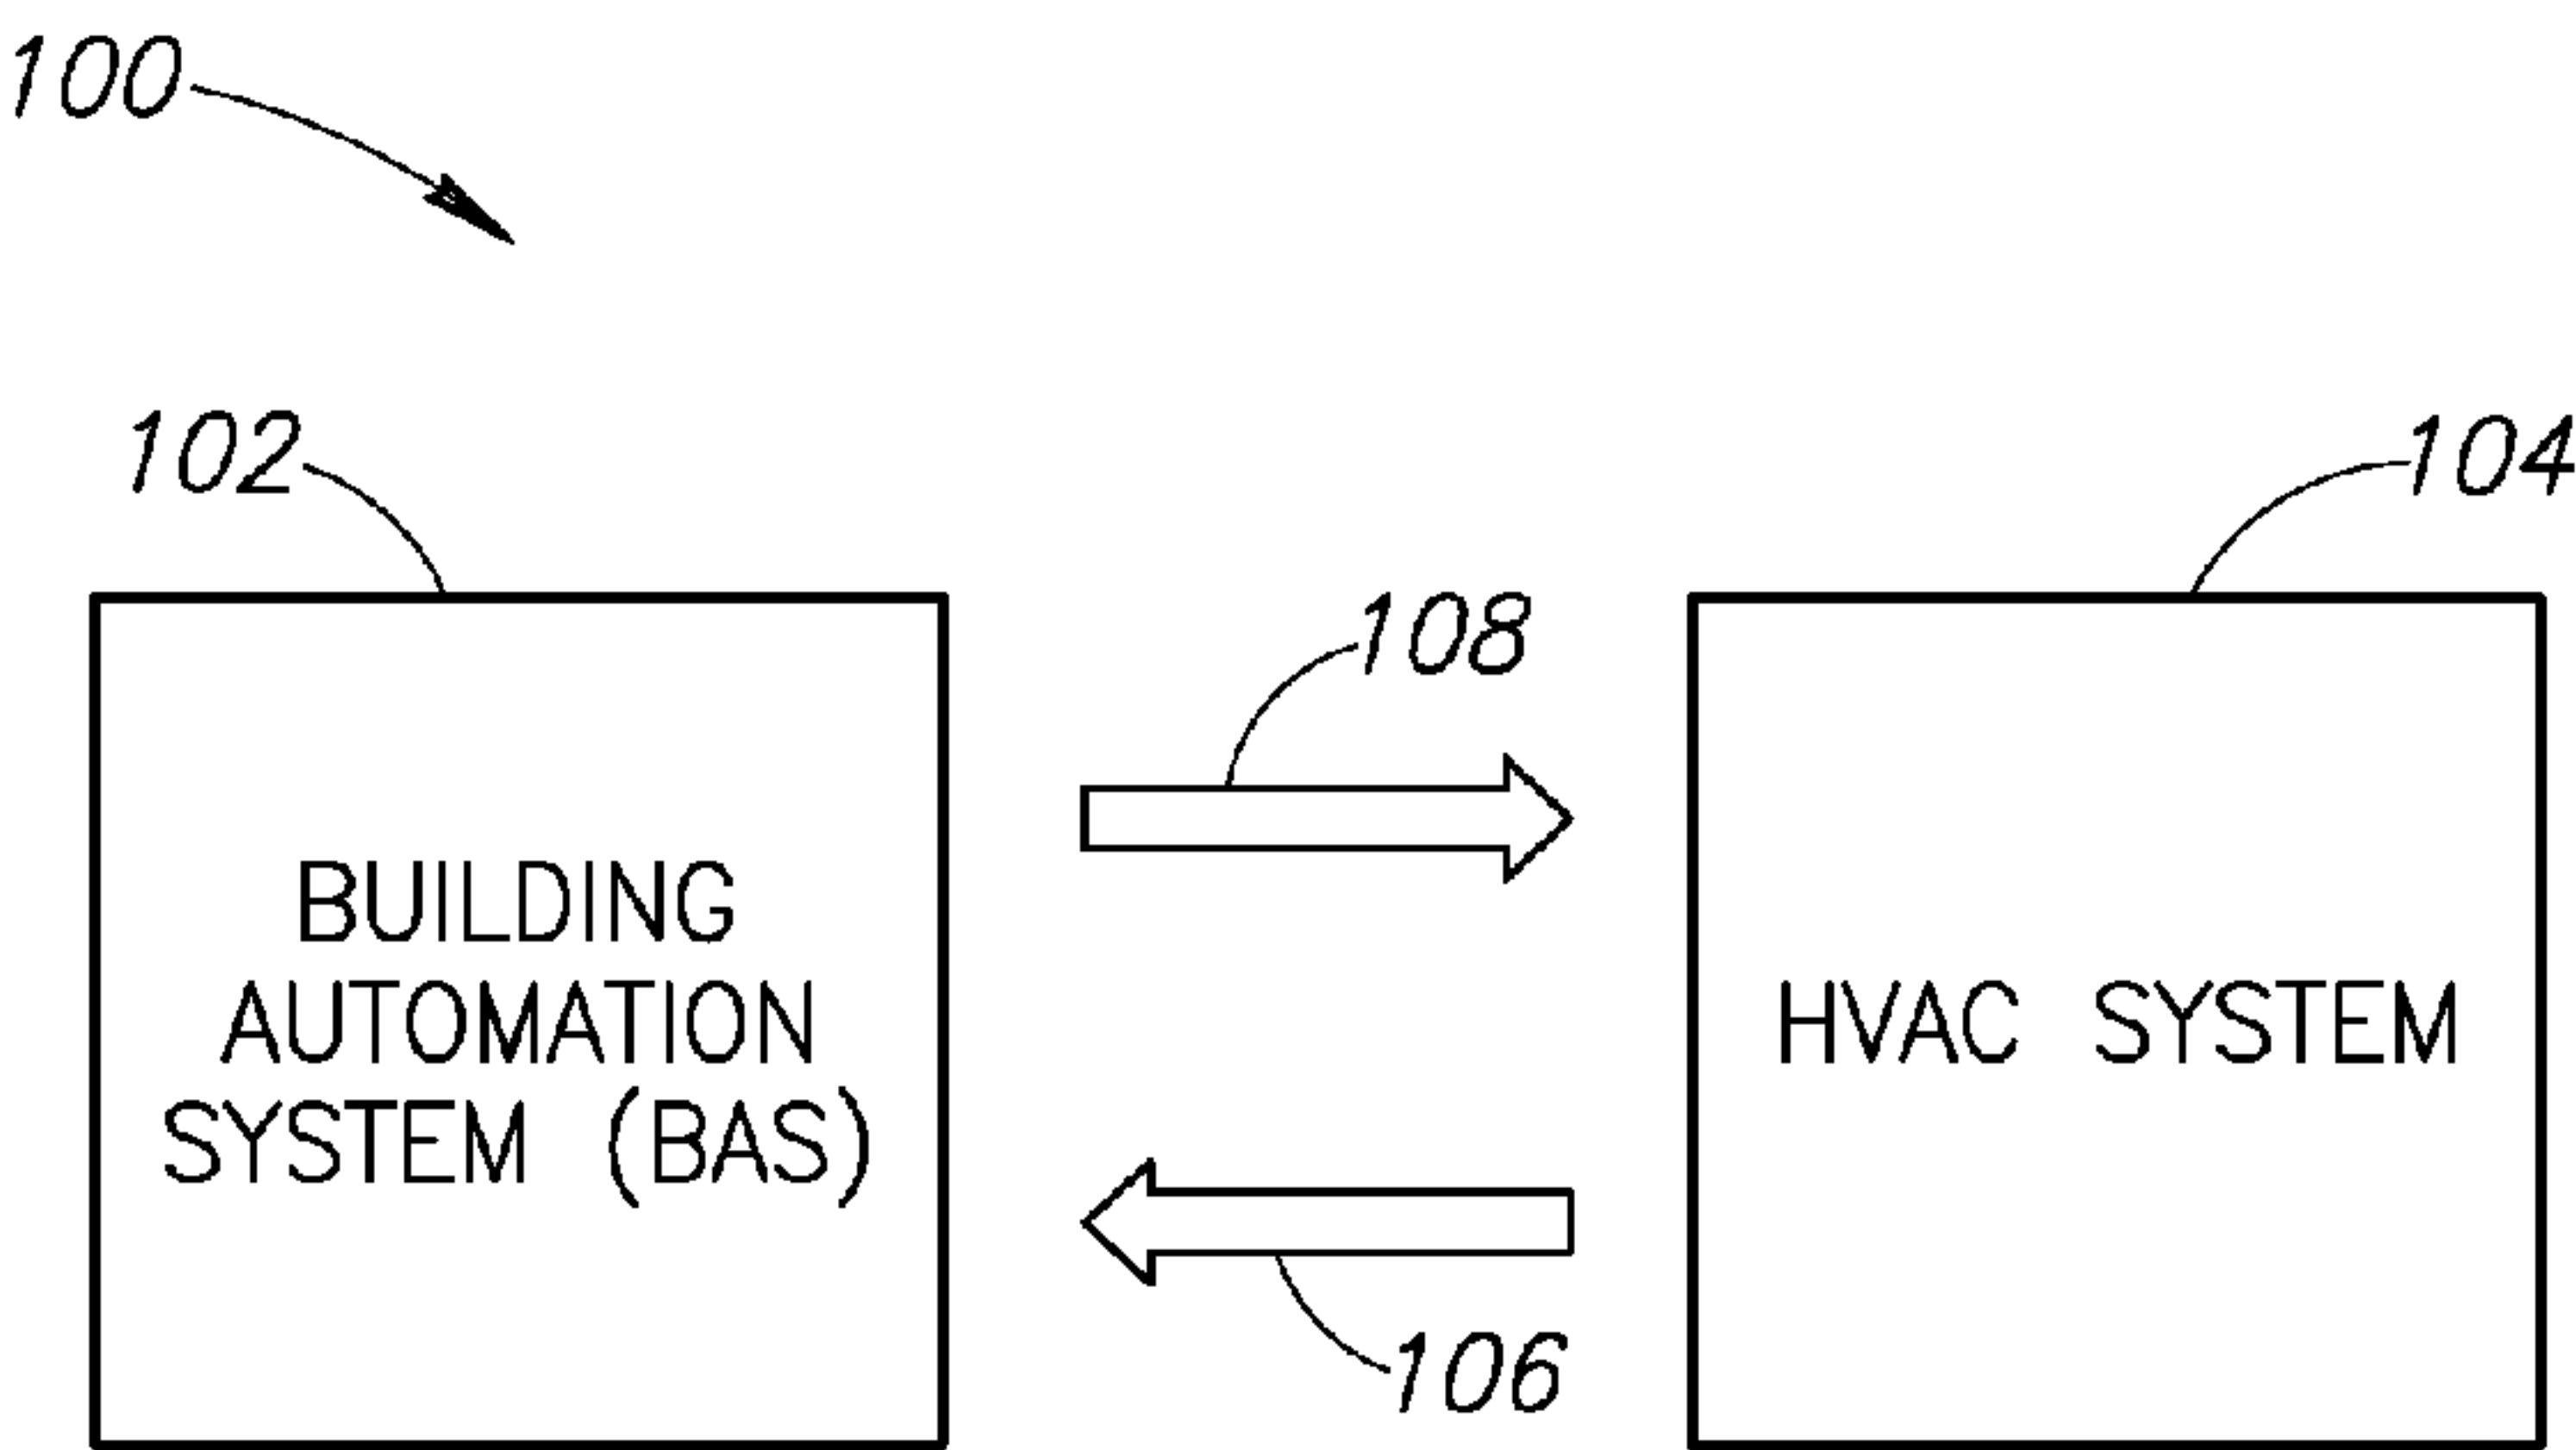 100
102
104
108
BUILDING
AUTOMATION
SYSTEM (BAS)
HVAC SYSTEM
106